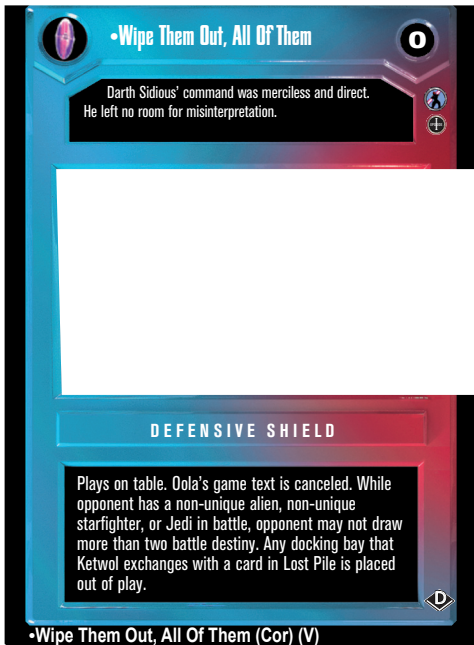 •Wipe Them Out, All Of Them
0
Darth Sidious' command was merciless and direct.
He left no room for misinterpretation.
DEFENSIVE SHIELD
Plays on table. Oola's game text is canceled. While
opponent has a non-unique alien, non-unique
starfighter, or Jedi in battle, opponent may not draw
more than two battle destiny. Any docking bay that
Ketwol exchanges with a card in Lost Pile is placed
out of play.
D
•Wipe Them Out, All Of Them (Cor) (V)